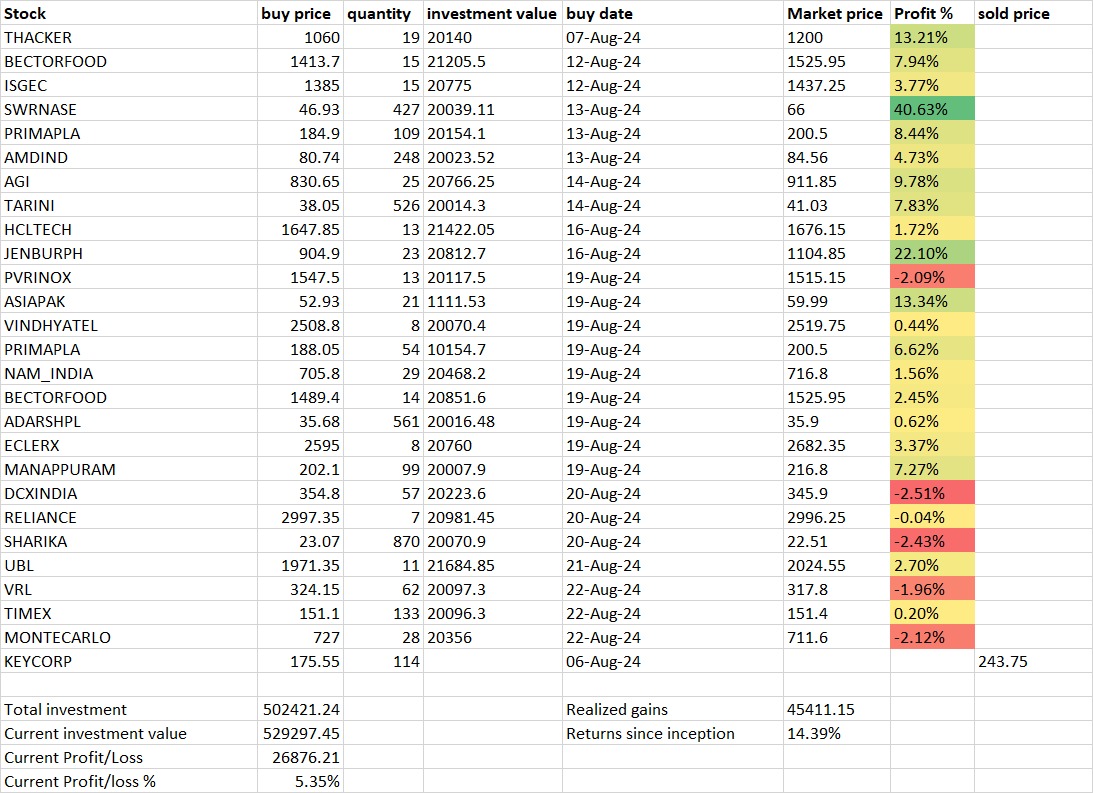 Stock buy price quantity investment value buy date Market price Profit % sold price
THACKER 1060 19 20140 07-Aug-24 1200 13.21%
BECTORFOOD 1413.7 15 21205.5 12-Aug-24 1525.95 7.94%
ISGEC 1385 15 20775 12-Aug-24 1437.25 3.77%
SWRNASE 46.93 427 20039.11 13-Aug-24 66 40.63%
PRIMAPLA 184.9 109 20154.1 13-Aug-24 200.5 8.44%
AMDIND 80.74 248 20023.52 13-Aug-24 84.56 4.73%
AGI 830.65 25 20766.25 14-Aug-24 911.85 9.78%
TARINI 38.05 526 20014.3 14-Aug-24 41.03 7.83%
HCLTECH 1647.85 13 21422.05 16-Aug-24 1676.15 1.72%
JENBURPH 904.9 23 20812.7 16-Aug-24 1104.85 22.10%
PVRINOX 1547.5 13 20117.5 19-Aug-24 1515.15 -2.09%
ASIAPAK 52.93 21 1111.53 19-Aug-24 59.99 13.34%
VINDHYATEL 2508.8 8 20070.4 19-Aug-24 2519.75 0.44%
PRIMAPLA 188.05 54 10154.7 19-Aug-24 200.5 6.62%
NAM_INDIA 705.8 29 20468.2 19-Aug-24 716.8 1.56%
BECTORFOOD 1489.4 14 20851.6 19-Aug-24 1525.95 2.45%
ADARSHPL 35.68 561 20016.48 19-Aug-24 35.9 0.62%
ECLERX 2595 8 20760 19-Aug-24 2682.35 3.37%
MANAPPURAM 202.1 99 20007.9 19-Aug-24 216.8 7.27%
DCXINDIA 354.8 57 20223.6 20-Aug-24 345.9 -2.51%
RELIANCE 2997.35 7 20981.45 20-Aug-24 2996.25 -0.04%
SHARIKA 23.07 870 20070.9 20-Aug-24 22.51 -2.43%
UBL 1971.35 11 21684.85 21-Aug-24 2024.55 2.70%
VRL 324.15 62 20097.3 22-Aug-24 317.8 -1.96%
TIMEX 151.1 133 20096.3 22-Aug-24 151.4 0.20%
MONTECARLO 727 28 20356 22-Aug-24 711.6 -2.12%
KEYCORP 175.55 114 06-Aug-24 243.75
Total investment 502421.24 Realized gains 45411.15
Current investment value 529297.45 Returns since inception 14.39%
Current Profit/Loss 26876.21
Current Profit/loss % 5.35%